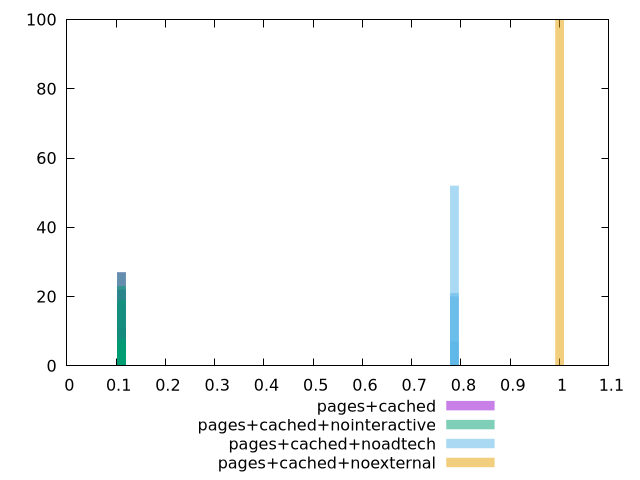 100
80
60
40
20
0
0 0.1 0.2 0.3 0.4 0.5 0.6 0.7 0.8 0.9 1 1.1
pages+cached
pages+cached+nointeractive
pages+cached+noadtech
pages+cached+noexternal